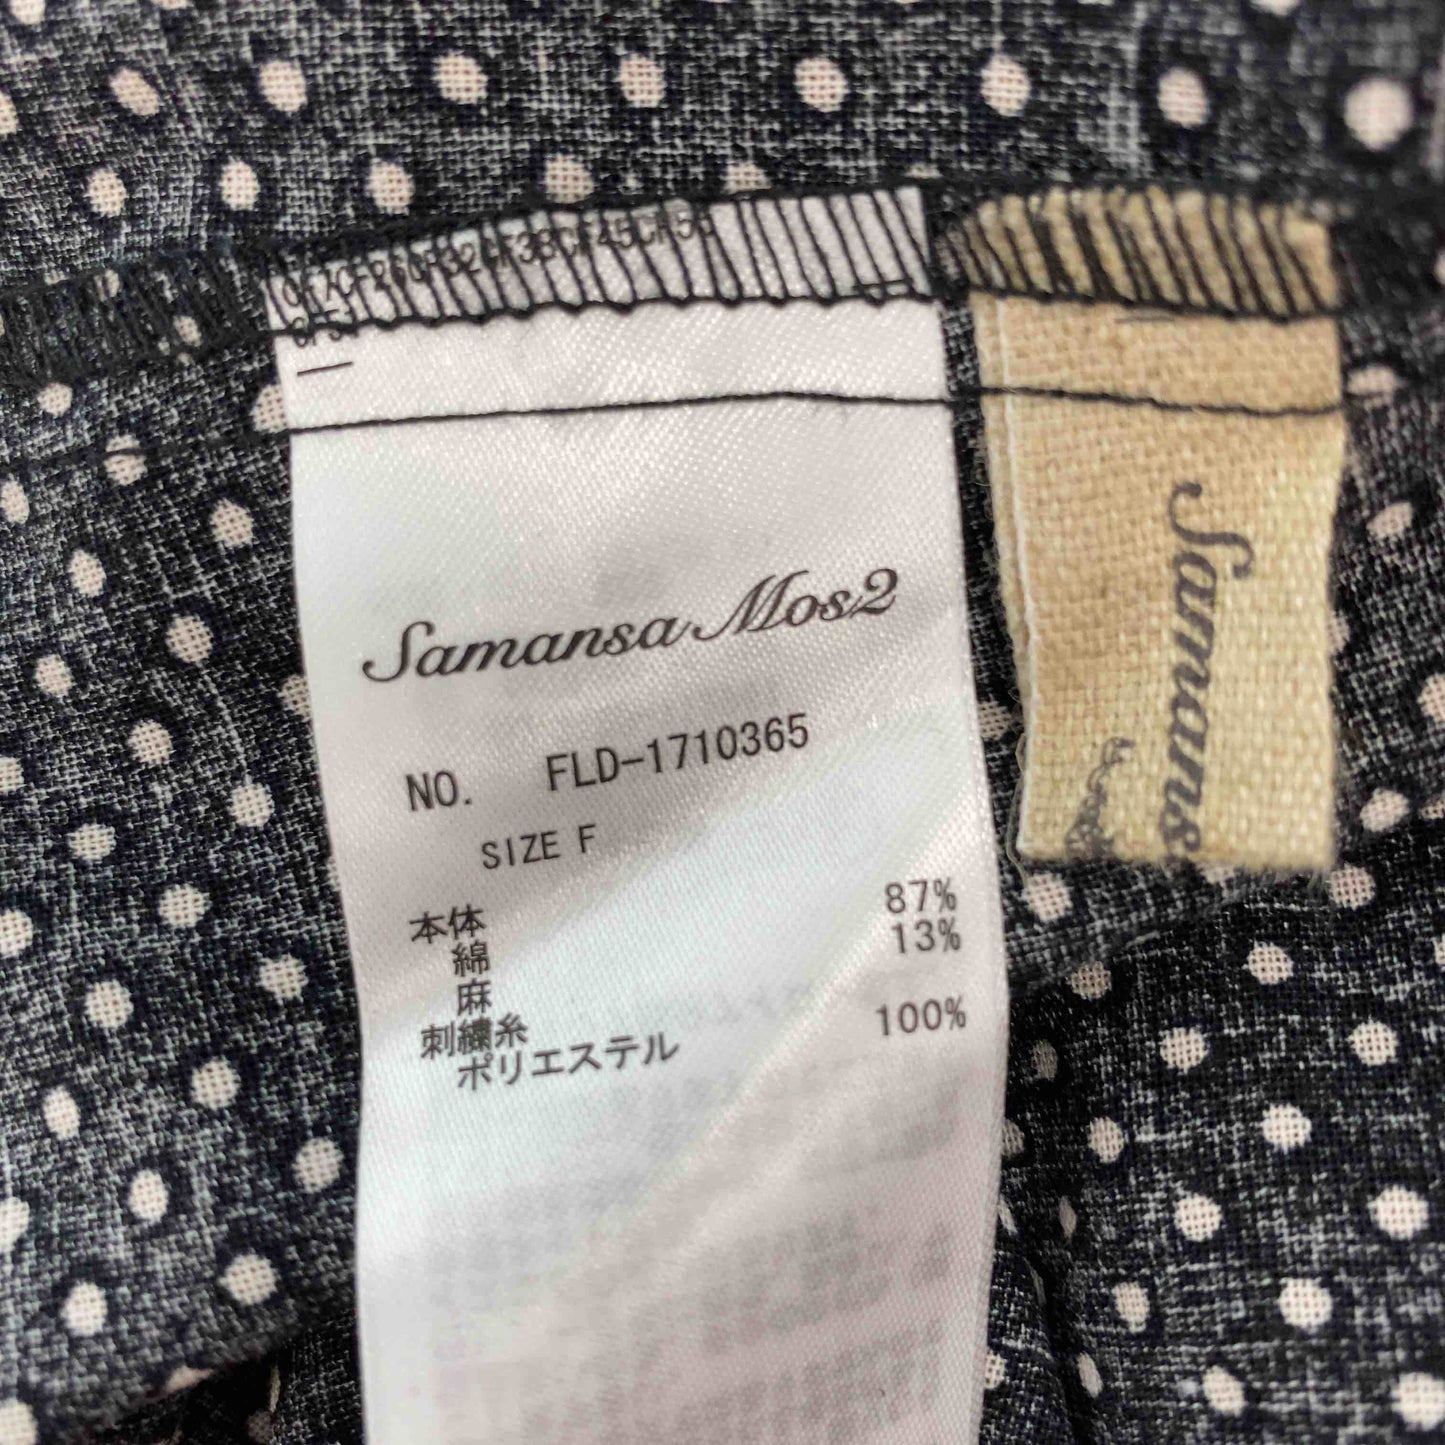 Samansa Mos2
NO. FLD-1710365
SIZE F
本体
綿 87%
麻 13%
刺繍糸
ポリエステル 100%